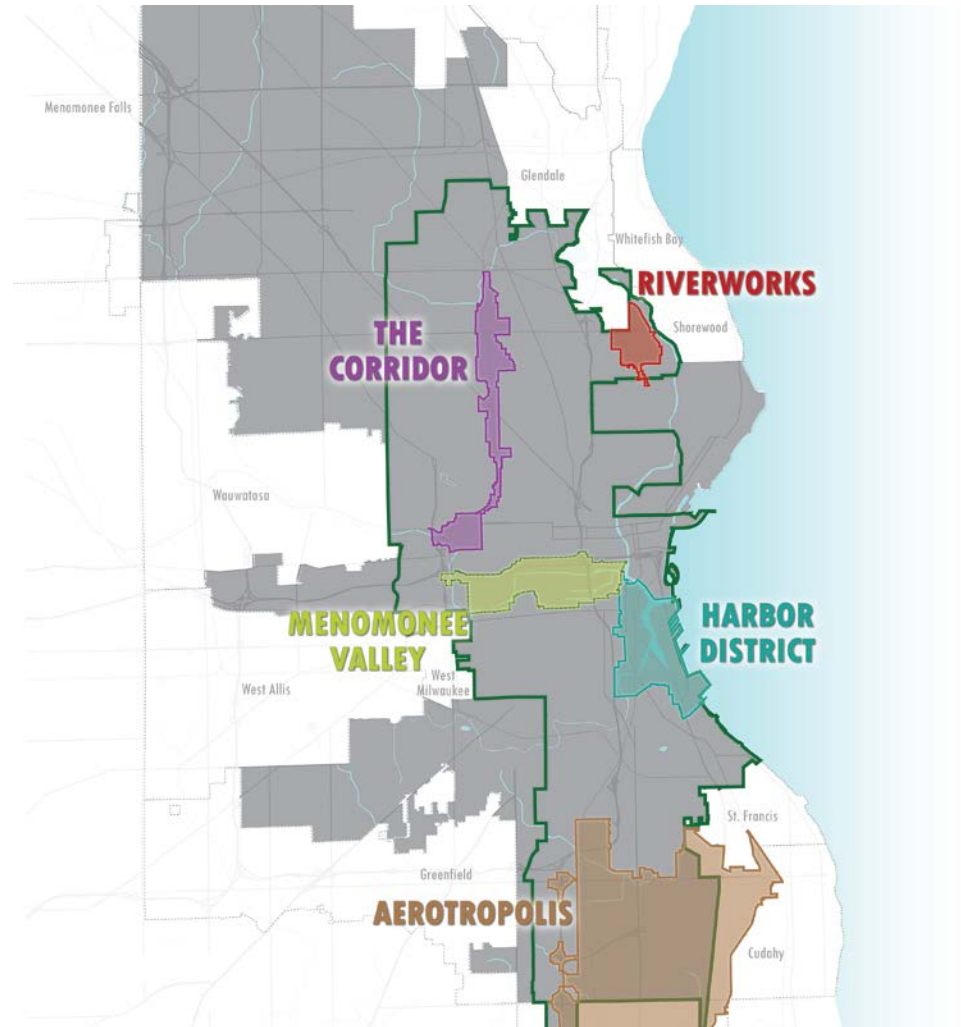 Menomonee Falls
Glendale
Whitefish Bay
RIVERWORKS
THE
CORRIDOR
Shorewood
Wauwatosa
MENOMONEE
VALLEY
HARBOR
DISTRICT
West Allis
West
Milwaukee
St. Francis
Greenfield
AEROTROPOLIS
Cudahy